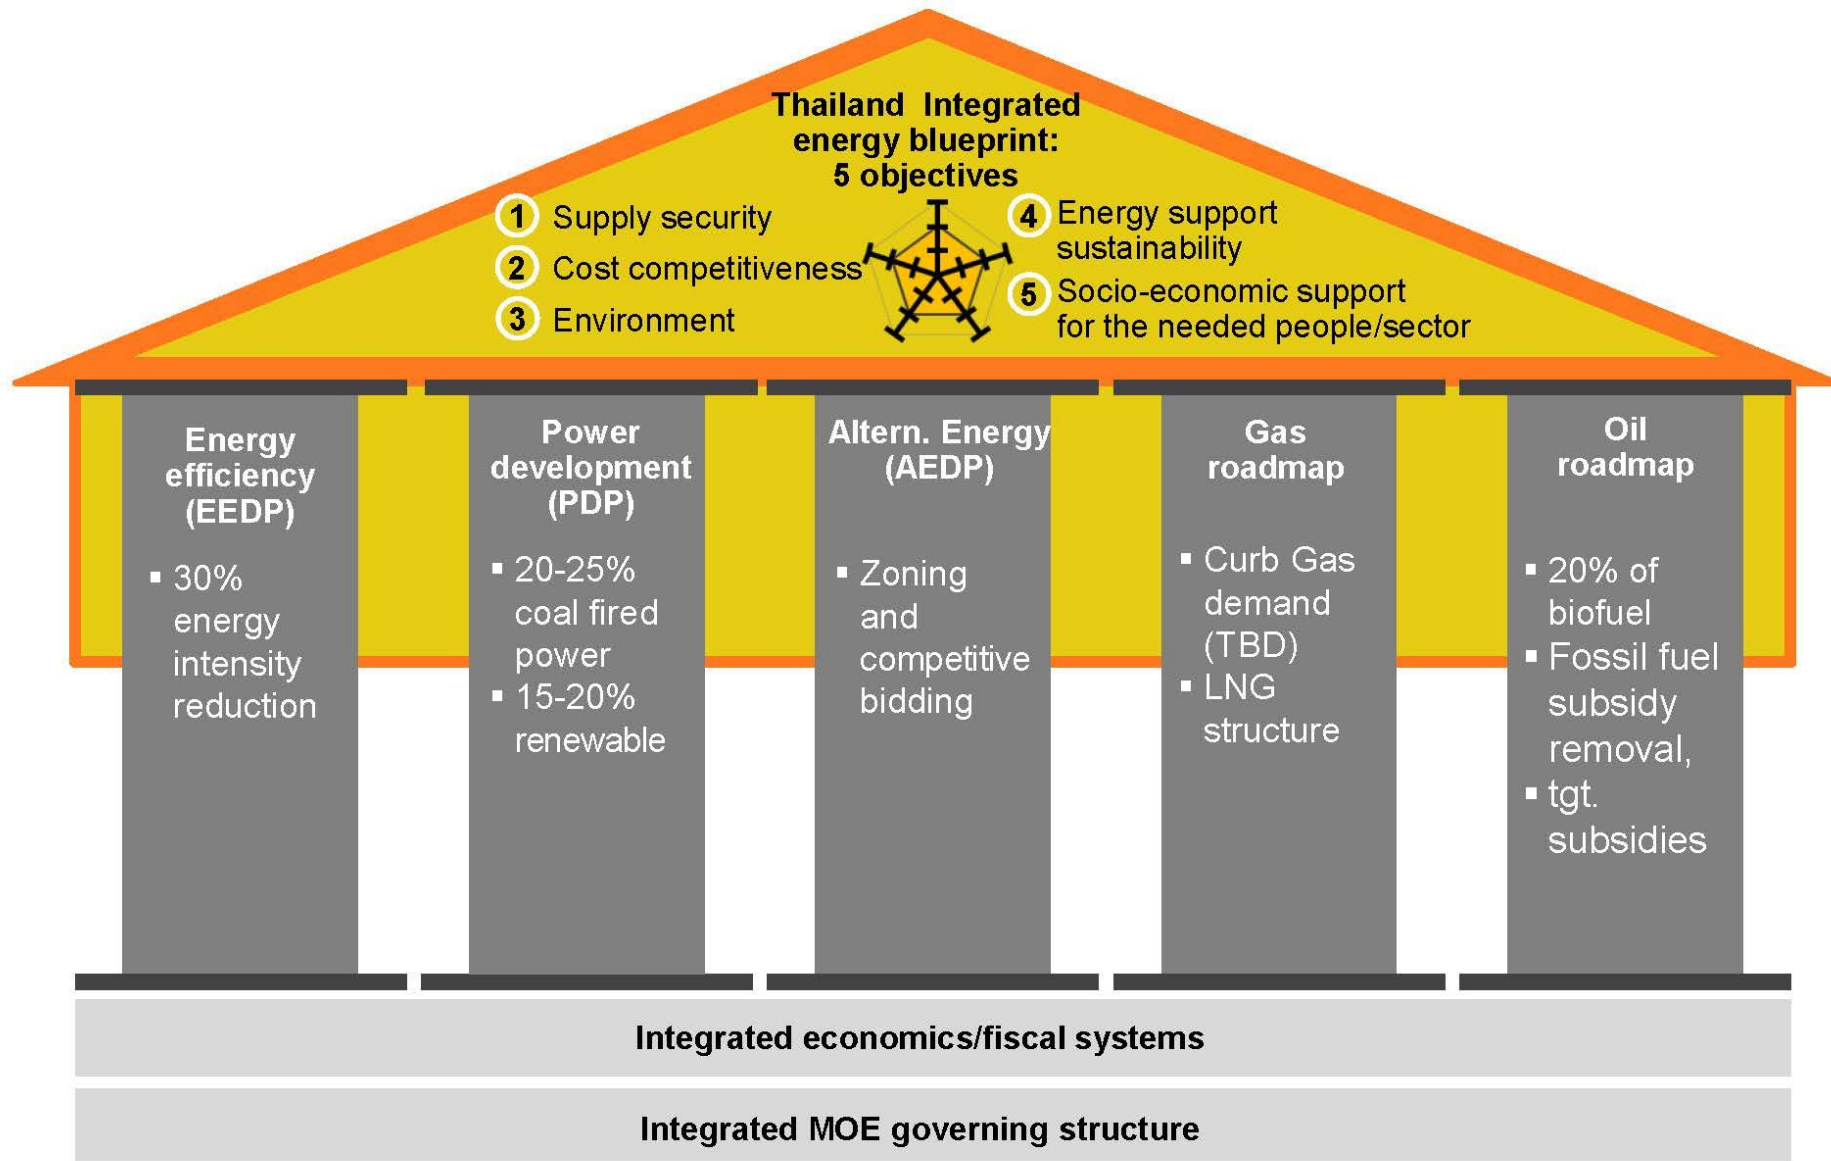 Thailand Integrated
energy blueprint:
5 objectives
1 Supply security
2 Cost competitiveness
3 Environment
4 Energy support
sustainability
5 Socio-economic support
for the needed people/sector
Energy
efficiency
(EEDP)
▪ 30%
energy
intensity
reduction
Power
development
(PDP)
▪ 20-25%
coal fired
power
▪ 15-20%
renewable
Altern. Energy
(AEDP)
▪ Zoning
and
competitive
bidding
Gas
roadmap
▪ Curb Gas
demand
(TBD)
▪ LNG
structure
Oil
roadmap
▪ 20% of
biofuel
▪ Fossil fuel
subsidy
removal,
▪ tgt.
subsidies
Integrated economics/fiscal systems
Integrated MOE governing structure